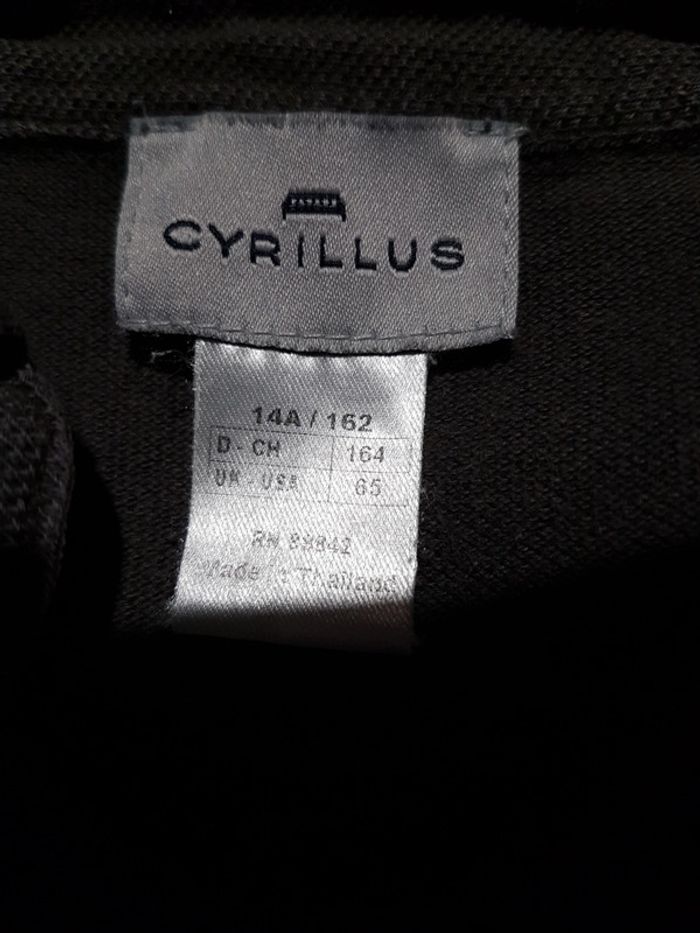 CYRILLUS
14A / 162
D - CH 164
UK - USA 65
RN 88842
Made in Thailand